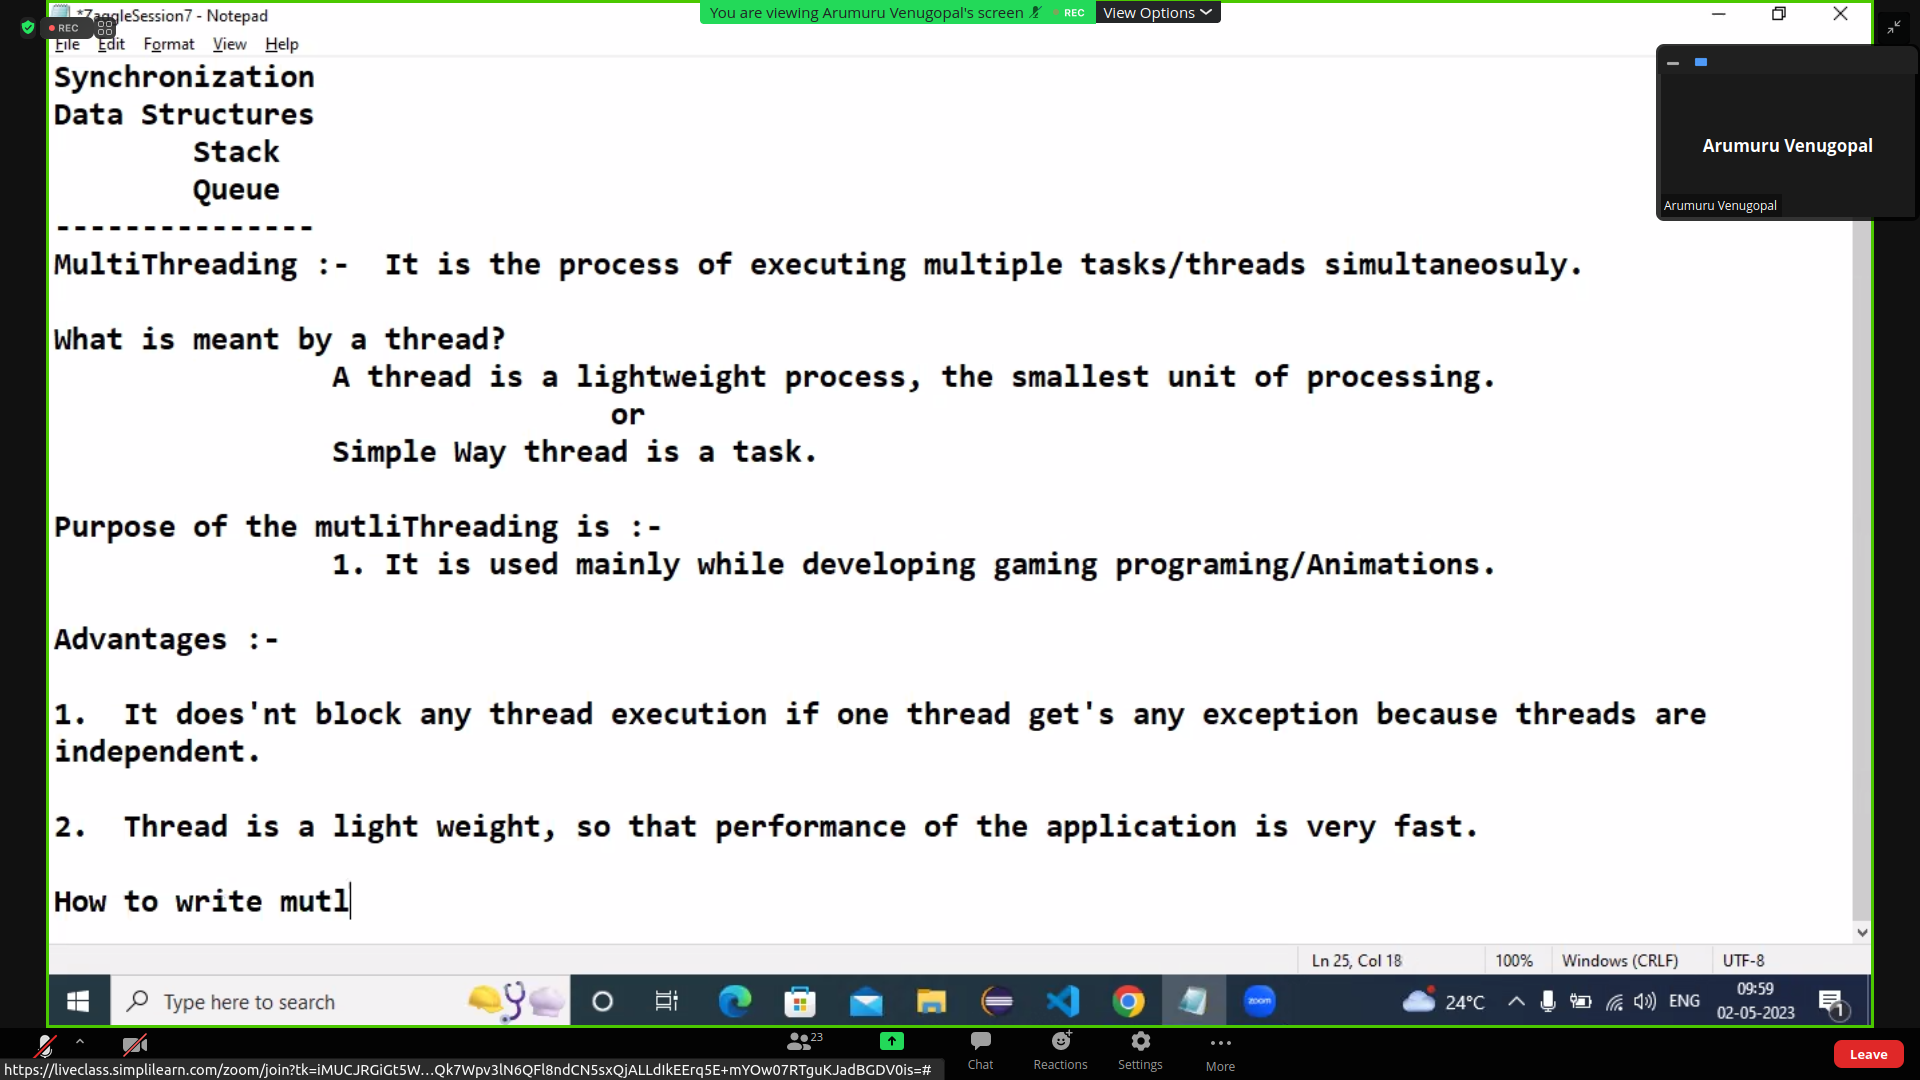 *ZaggleSession7 - Notepad
REC
You are viewing Arumuru Venugopal's screen
REC
View Options
File Edit Format View Help
Synchronization
Data Structures
Stack
Queue
---------------
MultiThreading :-  It is the process of executing multiple tasks/threads simultaneosuly.
What is meant by a thread?
A thread is a lightweight process, the smallest unit of processing.
or
Simple Way thread is a task.
Purpose of the mutliThreading is :-
1. It is used mainly while developing gaming programing/Animations.
Advantages :-
1.  It does'nt block any thread execution if one thread get's any exception because threads are
independent.
2.  Thread is a light weight, so that performance of the application is very fast.
How to write mutl
Arumuru Venugopal
Arumuru Venugopal
Ln 25, Col 18 100% Windows (CRLF) UTF-8
Type here to search
zoom
24°C
ENG
09:59
02-05-2023
1
23
Chat
Reactions
Settings
More
Leave
https://liveclass.simplilearn.com/zoom/join?tk=iMUCJRGiGt5W…Qk7Wpv3lN6QFl8ndCN5sxQjALLdIkEErq5E+mYOw07RTguKJadBGDV0is=#